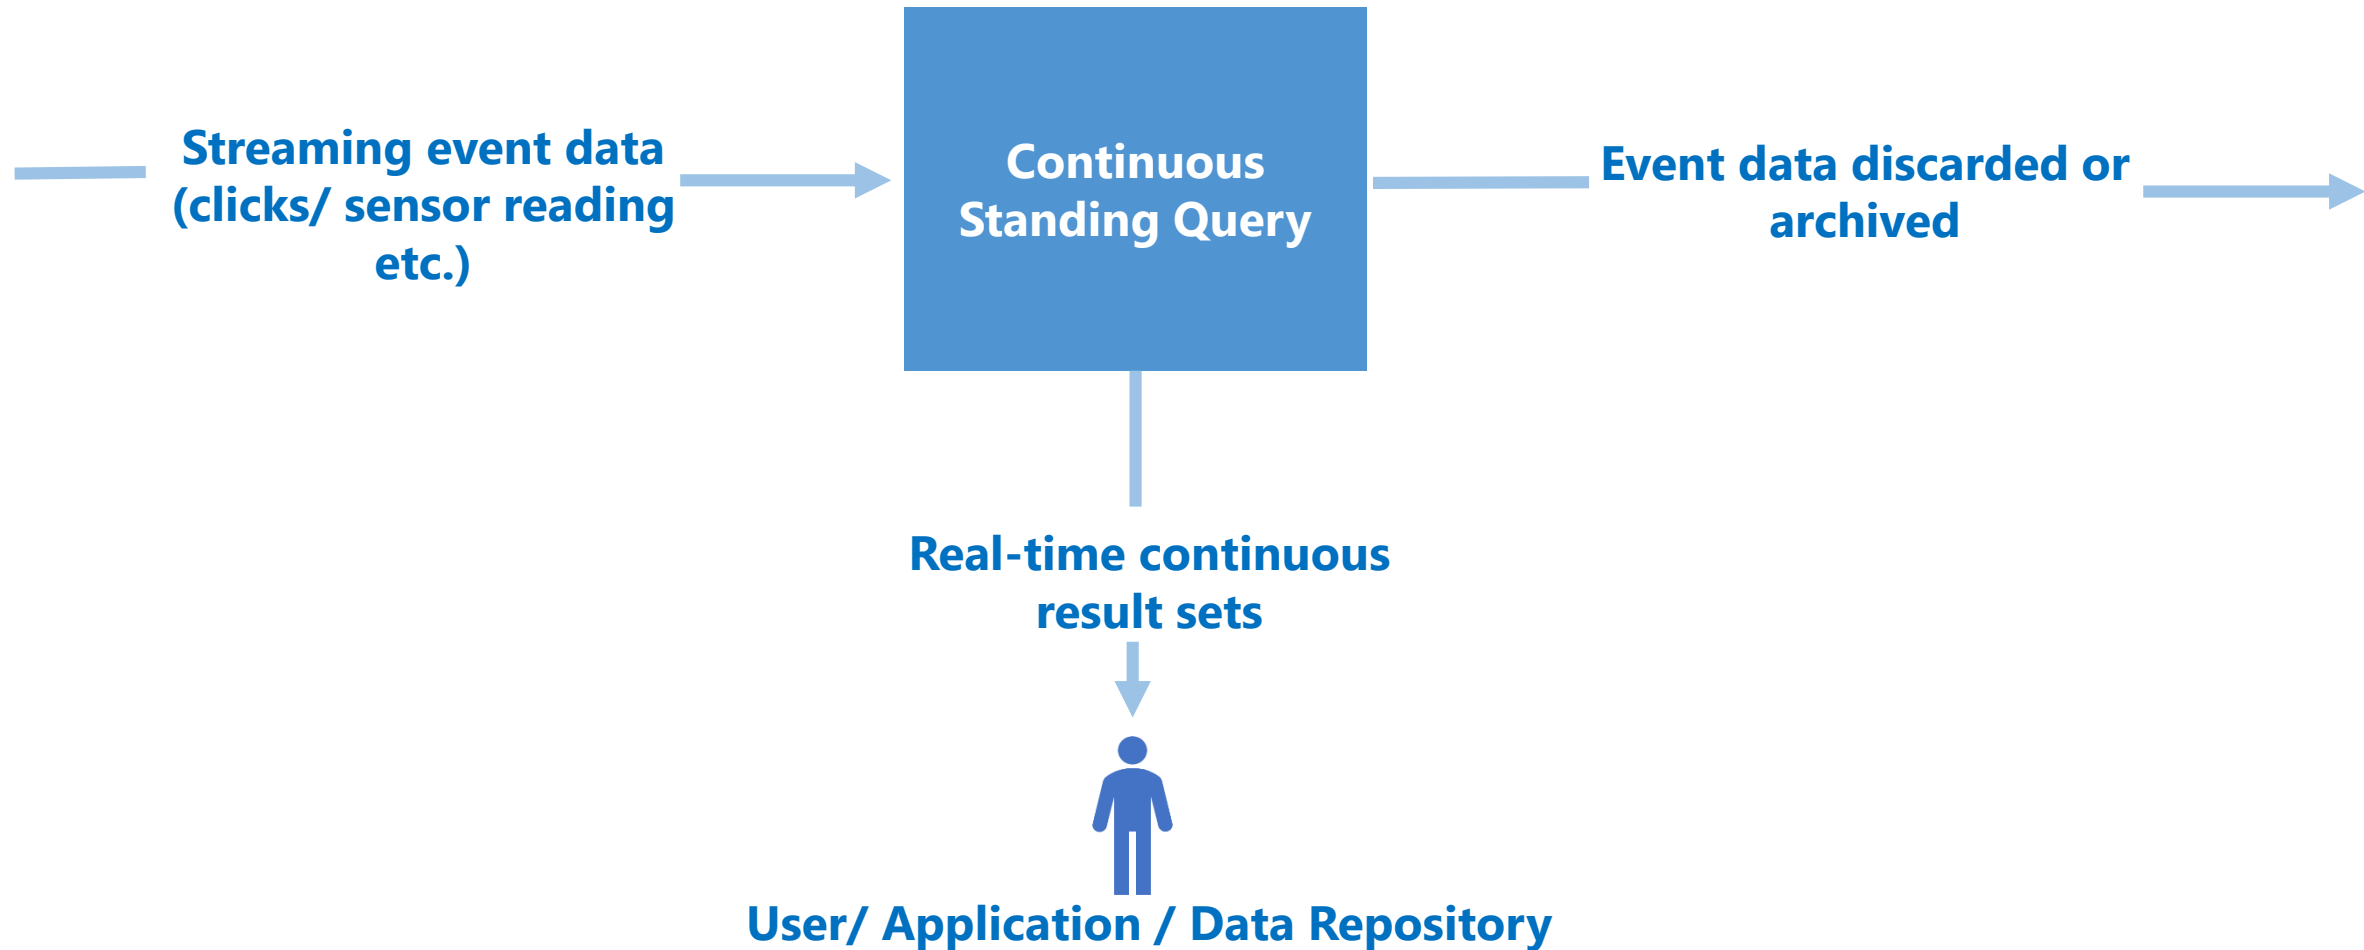 Streaming event data
(clicks/ sensor reading
etc.)
Continuous
Standing Query
Event data discarded or
archived
Real-time continuous
result sets
User/ Application / Data Repository